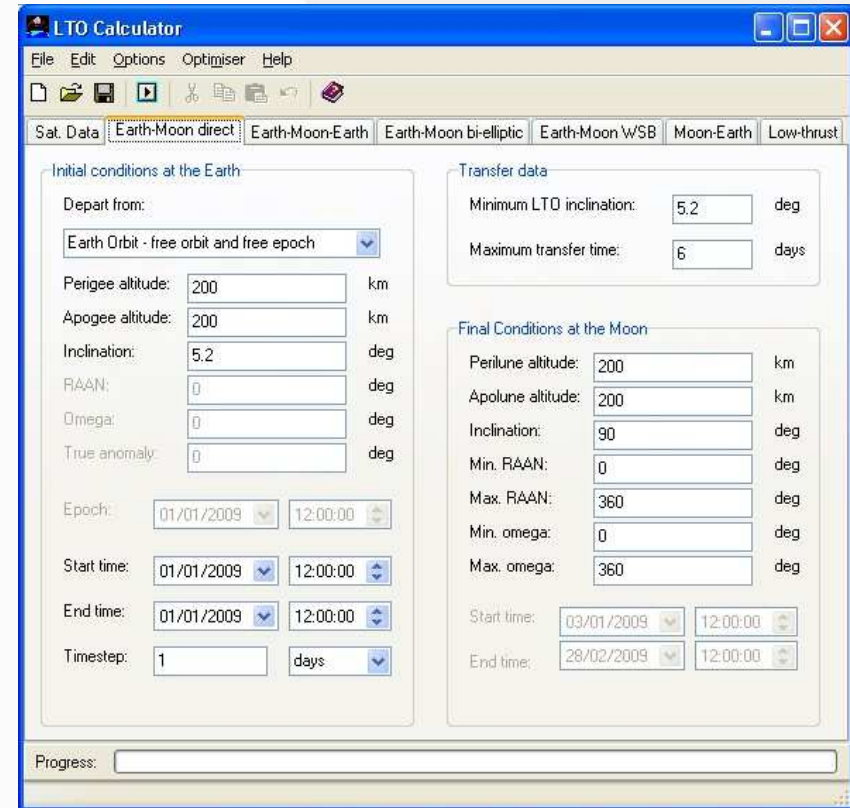 LTO Calculator
File Edit Options Optimiser Help
Sat. Data Earth-Moon direct Earth-Moon-Earth Earth-Moon bi-elliptic Earth-Moon WSB Moon-Earth Low-thrust
Initial conditions at the Earth
Depart from:
Earth Orbit - free orbit and free epoch
Perigee altitude: 200 km
Apogee altitude: 200 km
Inclination: 5.2 deg
RAAN: 0 deg
Omega: 0 deg
True anomaly: 0 deg
Epoch: 01/01/2009 12:00:00
Start time: 01/01/2009 12:00:00
End time: 01/01/2009 12:00:00
Timestep: 1 days
Transfer data
Minimum LTO inclination: 5.2 deg
Maximum transfer time: 6 days
Final Conditions at the Moon
Perilune altitude: 200 km
Apolune altitude: 200 km
Inclination: 90 deg
Min. RAAN: 0 deg
Max. RAAN: 360 deg
Min. omega: 0 deg
Max. omega: 360 deg
Start time: 03/01/2009 12:00:00
End time: 28/02/2009 12:00:00
Progress: